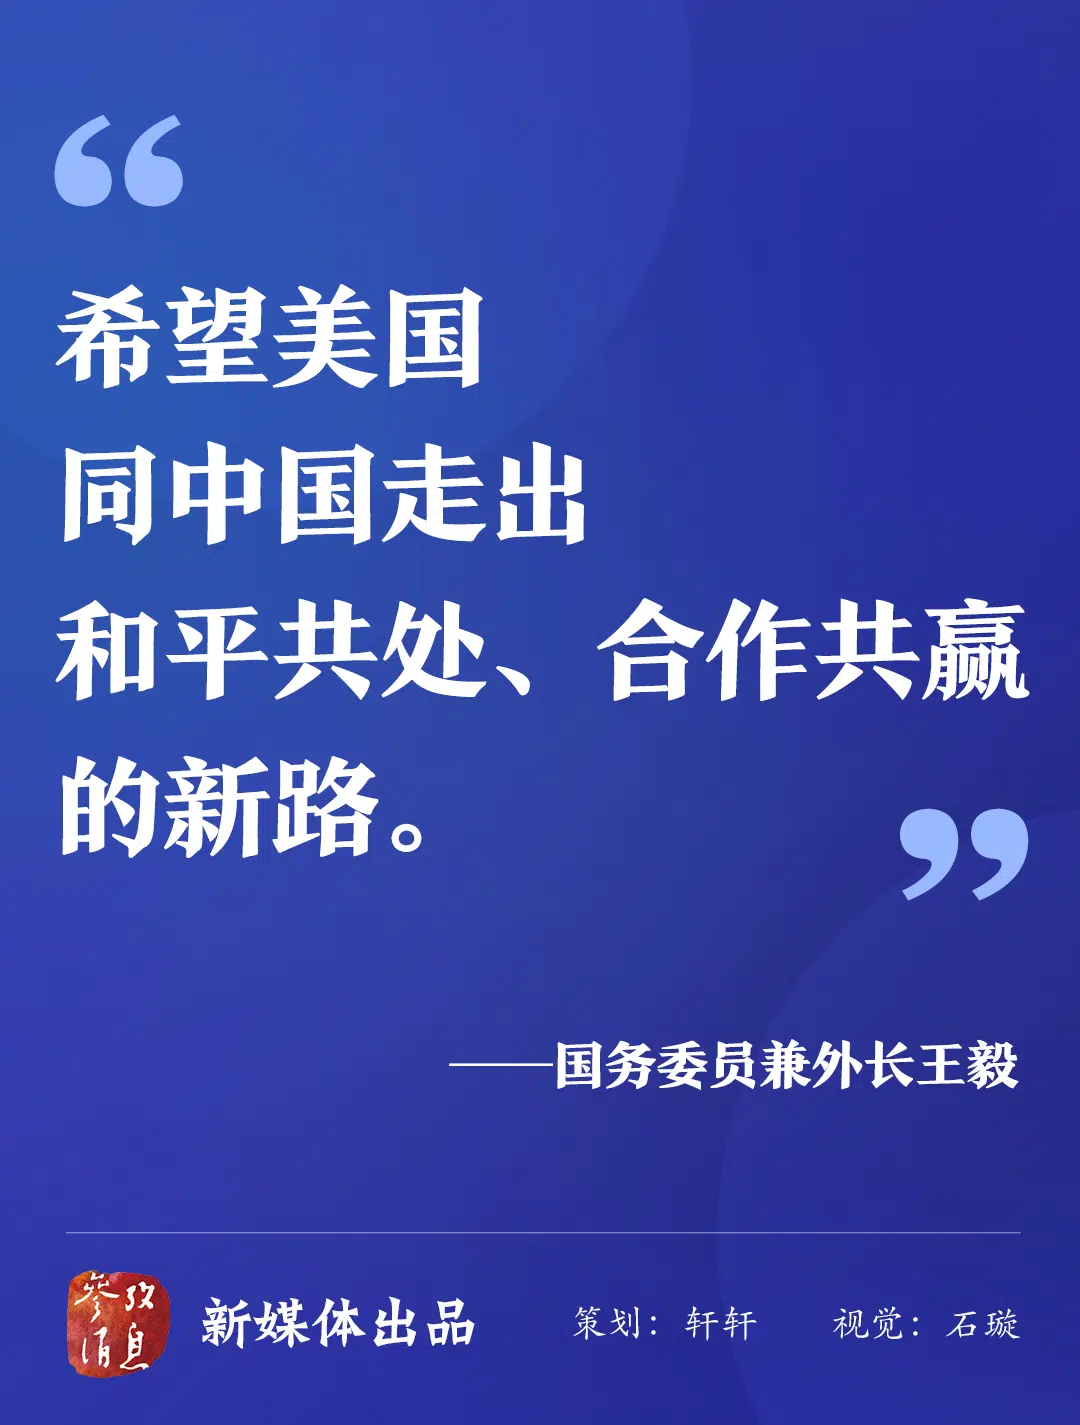 “
希望美国
同中国走出
和平共处、合作共赢
的新路。
”
——国务委员兼外长王毅
參攷
消息
新媒体出品 策划：轩轩 视觉：石璇